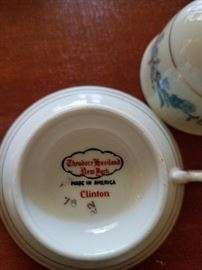 Theodore Haviland
New York
MADE IN AMERICA
Clinton